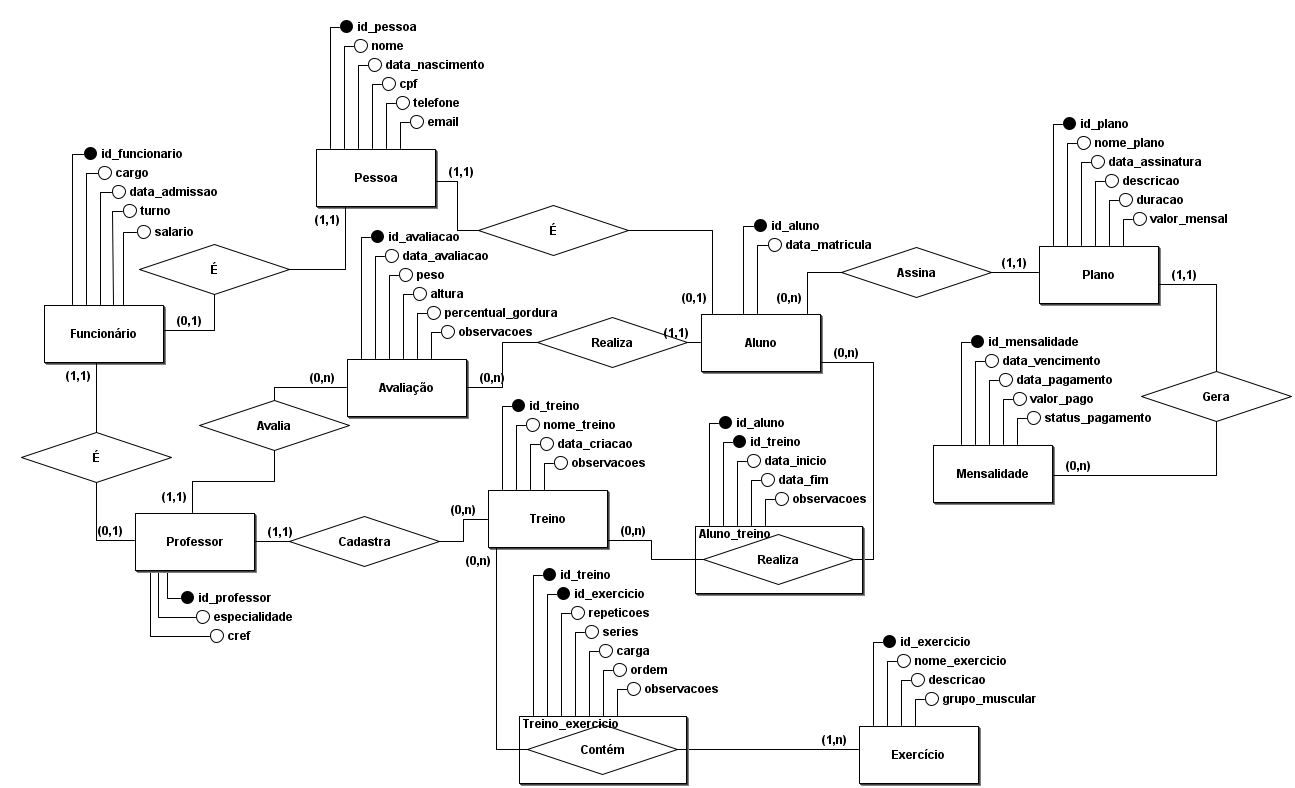 id_pessoa
nome
data_nascimento
cpf
telefone
email
Pessoa
(1,1)
(1,1)
id_funcionario
cargo
data_admissao
turno
salario
É
Funcionário
(0,1)
(1,1)
É
(0,1)
id_avaliacao
data_avaliacao
peso
altura
percentual_gordura
observacoes
Avaliação
(0,n)
(0,n)
Avalia
(1,1)
Realiza
(1,1)
É
(0,1)
id_aluno
data_matricula
Aluno
(0,n)
(0,n)
Assina
(1,1)
id_plano
nome_plano
data_assinatura
descricao
duracao
valor_mensal
Plano
(1,1)
Gera
(0,n)
id_mensalidade
data_vencimento
data_pagamento
valor_pago
status_pagamento
Mensalidade
Professor
id_professor
especialidade
cref
(1,1)
Cadastra
(0,n)
id_treino
nome_treino
data_criacao
observacoes
Treino
(0,n)
(0,n)
id_aluno
id_treino
data_inicio
data_fim
observacoes
Aluno_treino
Realiza
id_treino
id_exercicio
repeticoes
series
carga
ordem
observacoes
Treino_exercicio
Contém
(1,n)
id_exercicio
nome_exercicio
descricao
grupo_muscular
Exercício